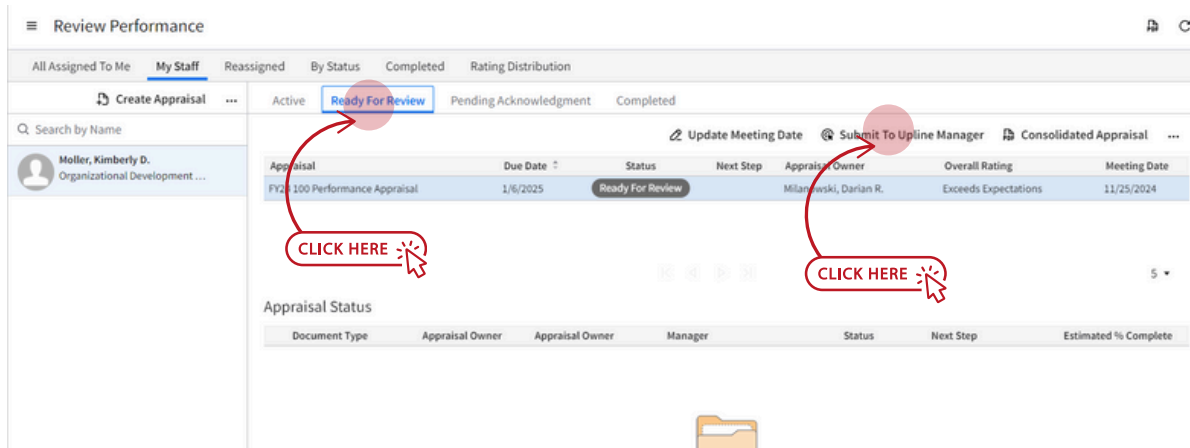 Review Performance
All Assigned To Me My Staff Reassigned By Status Completed Rating Distribution
Create Appraisal ...
Active Ready For Review Pending Acknowledgment Completed
Search by Name
Update Meeting Date Submit To Upline Manager Consolidated Appraisal ...
Moller, Kimberly D.
Organizational Development ...
Appraisal Due Date Status Next Step Appraisal Owner Overall Rating Meeting Date
100 Performance Appraisal 1/6/2025 Ready For Review Milanowski, Darian R. Exceeds Expectations 11/25/2024
CLICK HERE
CLICK HERE
5
Appraisal Status
Document Type Appraisal Owner Appraisal Owner Manager Status Next Step Estimated % Complete